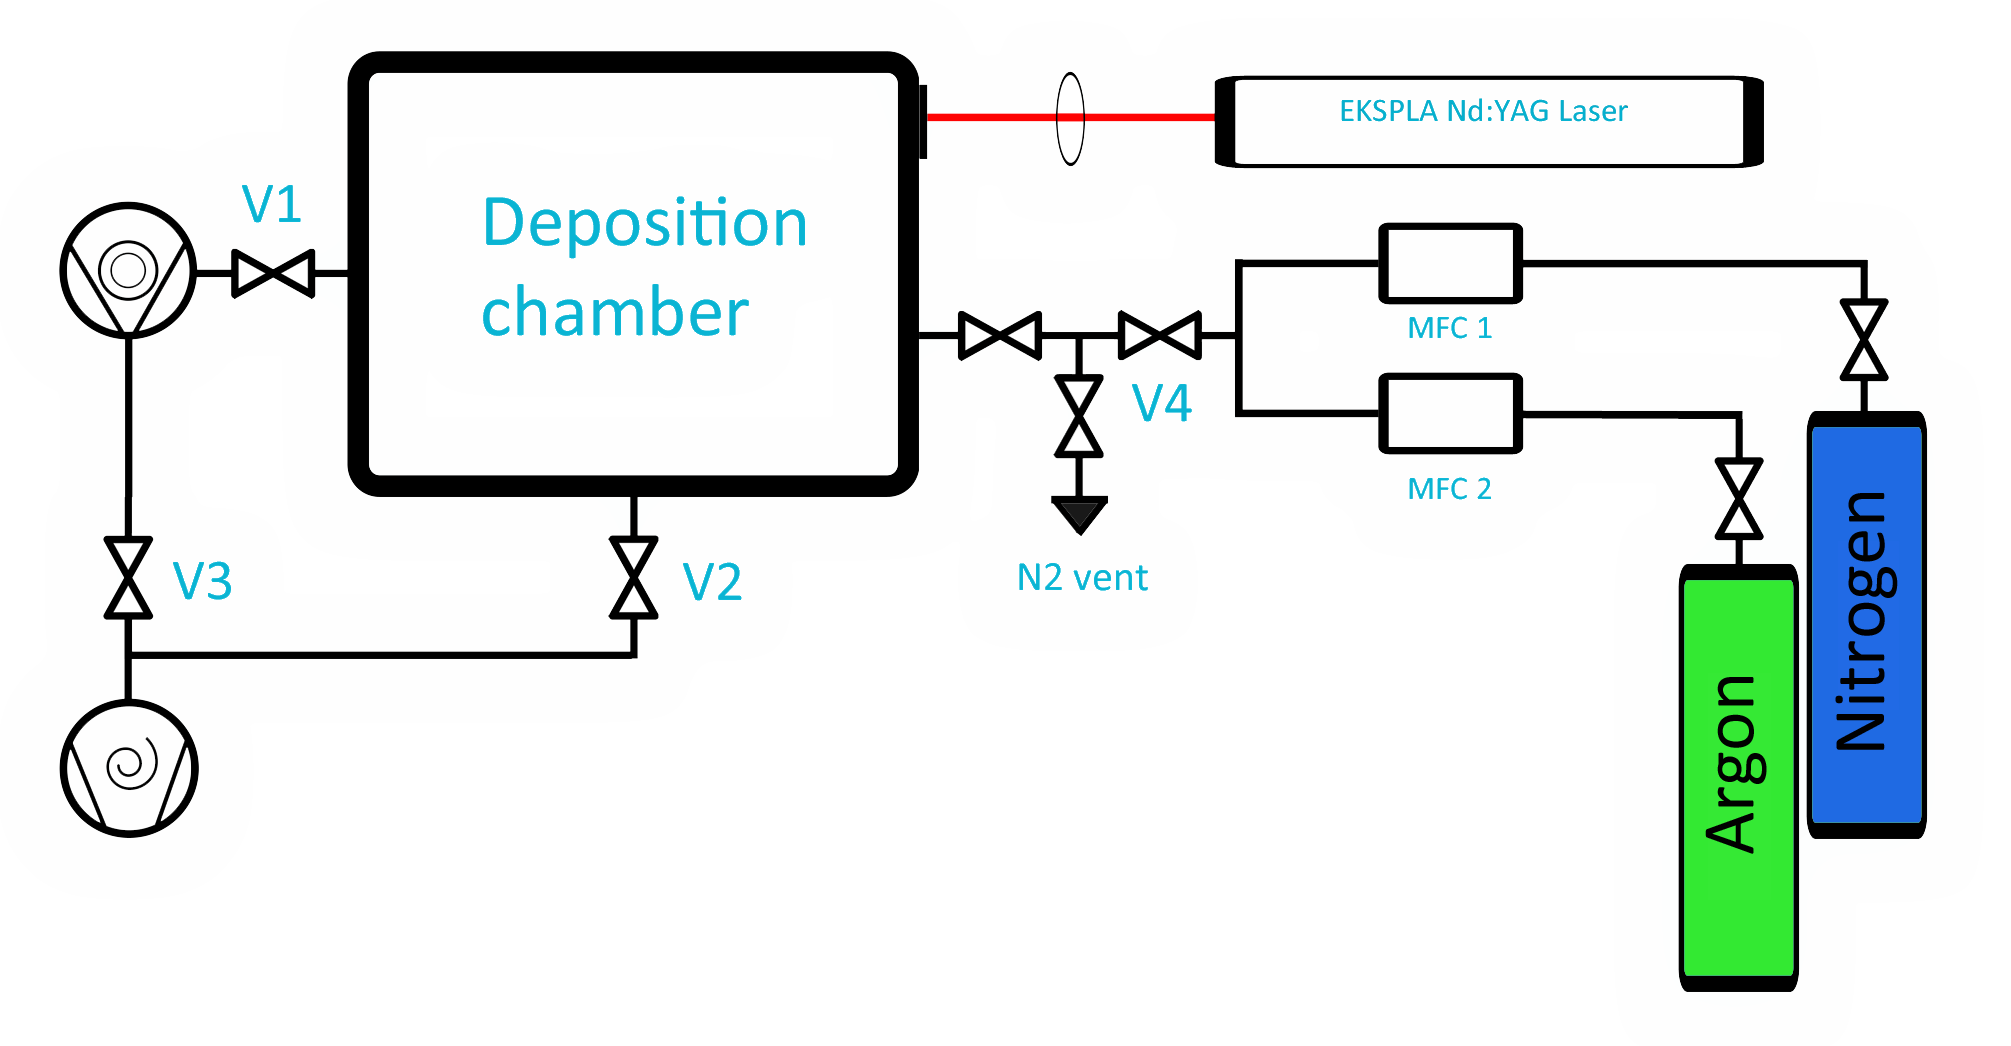 EKSPLA Nd:YAG Laser
V1
Deposition
chamber
MFC 1
V4
MFC 2
V3
V2
N2 vent
Nitrogen
Argon